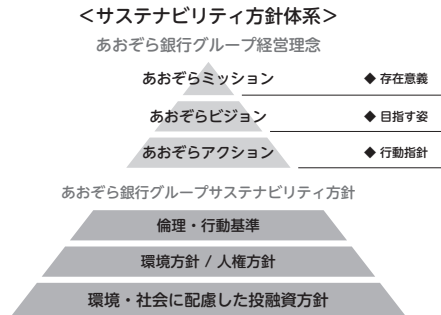 ＜サステナビリティ方針体系＞
あおぞら銀行グループ経営理念
あおぞらミッション ◆ 存在意義
あおぞらビジョン ◆ 目指す姿
あおぞらアクション ◆ 行動指針
あおぞら銀行グループサステナビリティ方針
倫理・行動基準
環境方針 / 人権方針
環境・社会に配慮した投融資方針